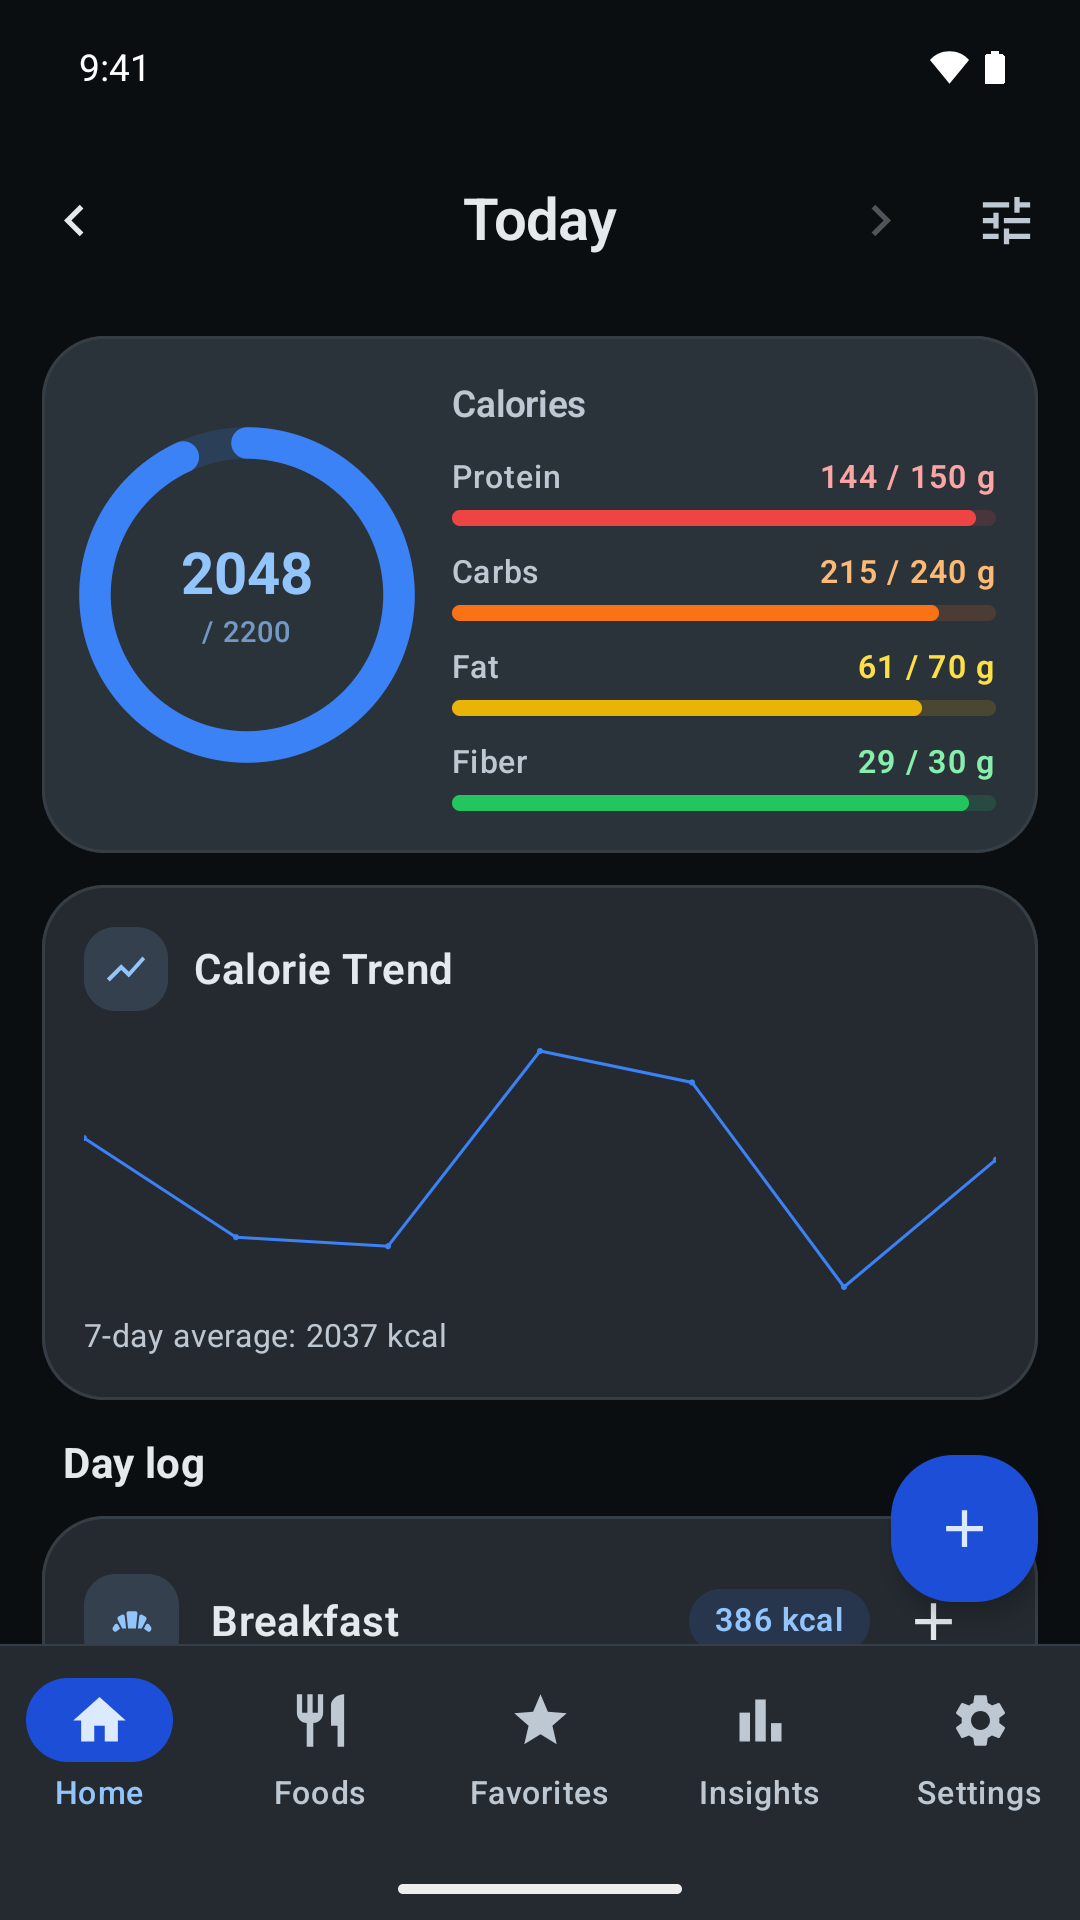 9:41
Today
Calories
2048
/ 2200
Protein 144 / 150 g
Carbs 215 / 240 g
Fat 61 / 70 g
Fiber 29 / 30 g
Calorie Trend
7-day average: 2037 kcal
Day log
Breakfast 386 kcal
Home Foods Favorites Insights Settings